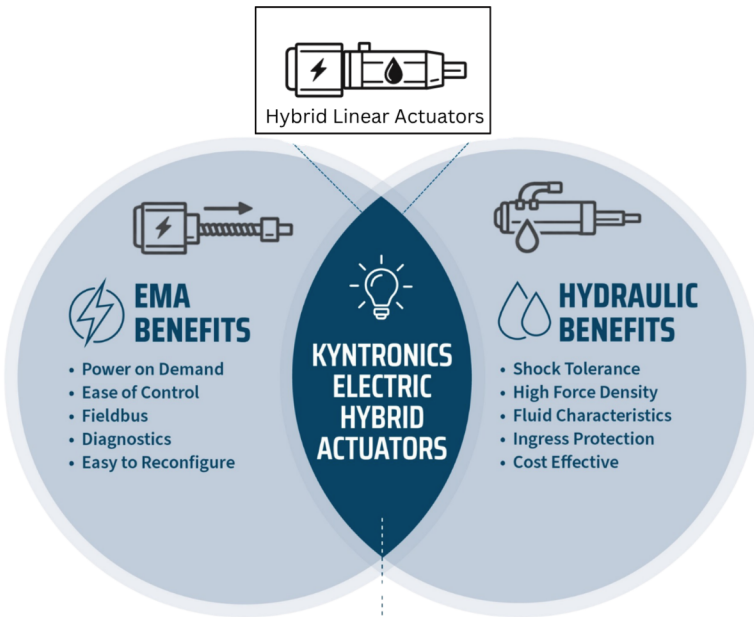 Hybrid Linear Actuators
EMA
BENEFITS
• Power on Demand
• Ease of Control
• Fieldbus
• Diagnostics
• Easy to Reconfigure
KYNTRONICS
ELECTRIC
HYBRID
ACTUATORS
HYDRAULIC
BENEFITS
• Shock Tolerance
• High Force Density
• Fluid Characteristics
• Ingress Protection
• Cost Effective